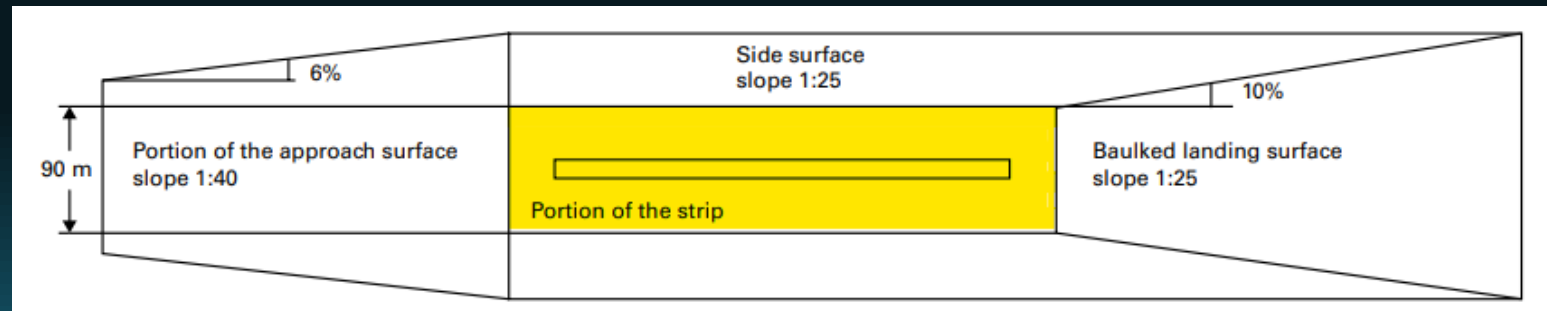 6%
Side surface
slope 1:25
10%
90 m
Portion of the approach surface
slope 1:40
Portion of the strip
Baulked landing surface
slope 1:25